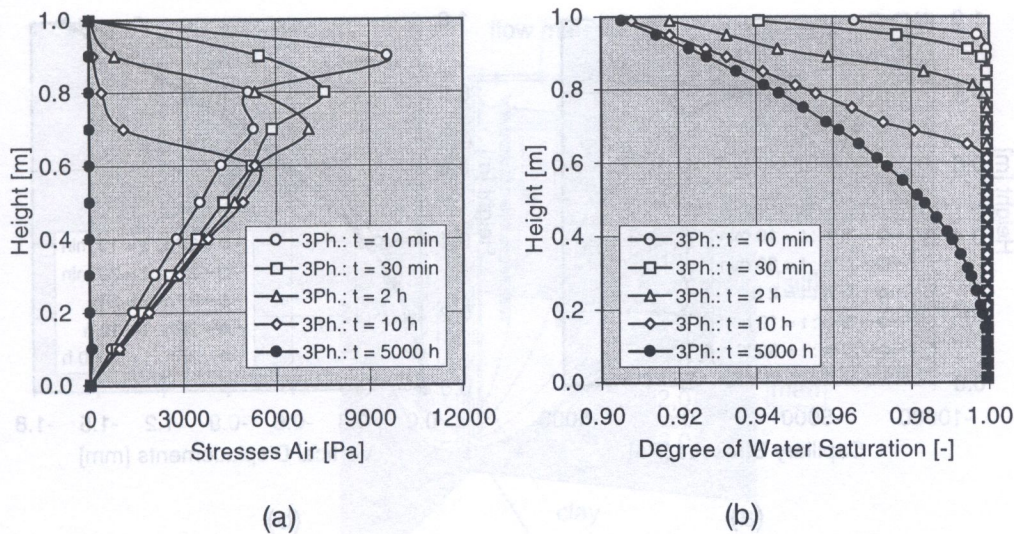 1.0
0.8
0.6
0.4
0.2
0.0
Height [m]
3Ph.: t = 10 min
3Ph.: t = 30 min
3Ph.: t = 2 h
3Ph.: t = 10 h
3Ph.: t = 5000 h
0 3000 6000 9000 12000
Stresses Air [Pa]
(a)
1.0
0.8
0.6
0.4
0.2
0.0
Height [m]
3Ph.: t = 10 min
3Ph.: t = 30 min
3Ph.: t = 2 h
3Ph.: t = 10 h
3Ph.: t = 5000 h
0.90 0.92 0.94 0.96 0.98 1.00
Degree of Water Saturation [-]
(b)
clay